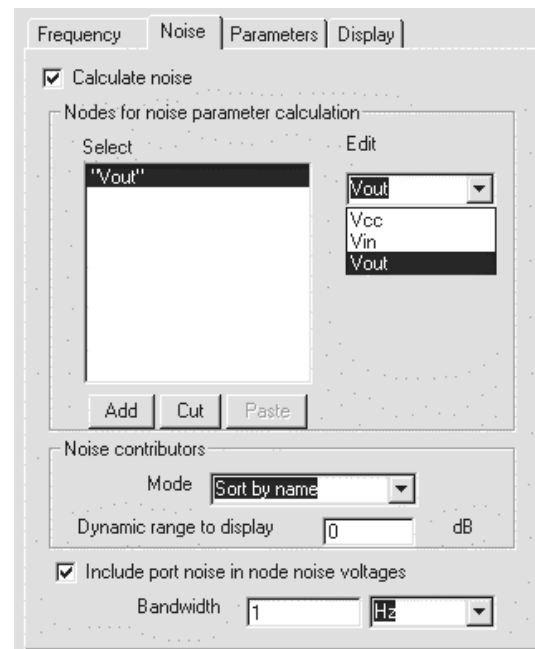 Frequency Noise Parameters Display
Calculate noise
Nodes for noise parameter calculation
Select Edit
"Vout" Vout
Vcc
Vin
Vout
Add Cut Paste
Noise contributors
Mode Sort by name
Dynamic range to display 0 dB
Include port noise in node noise voltages
Bandwidth 1 Hz